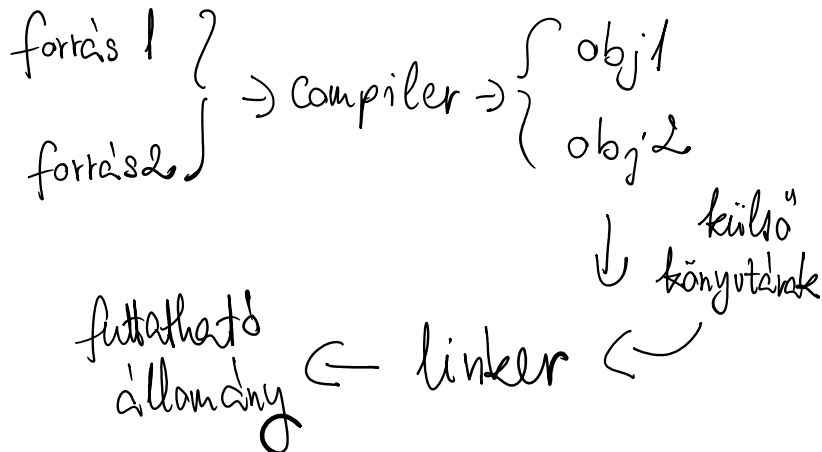 forrás 1
forrás2
→ compiler →
obj1
obj2
külső
könyvtárak
linker
←
futtatható
állomány